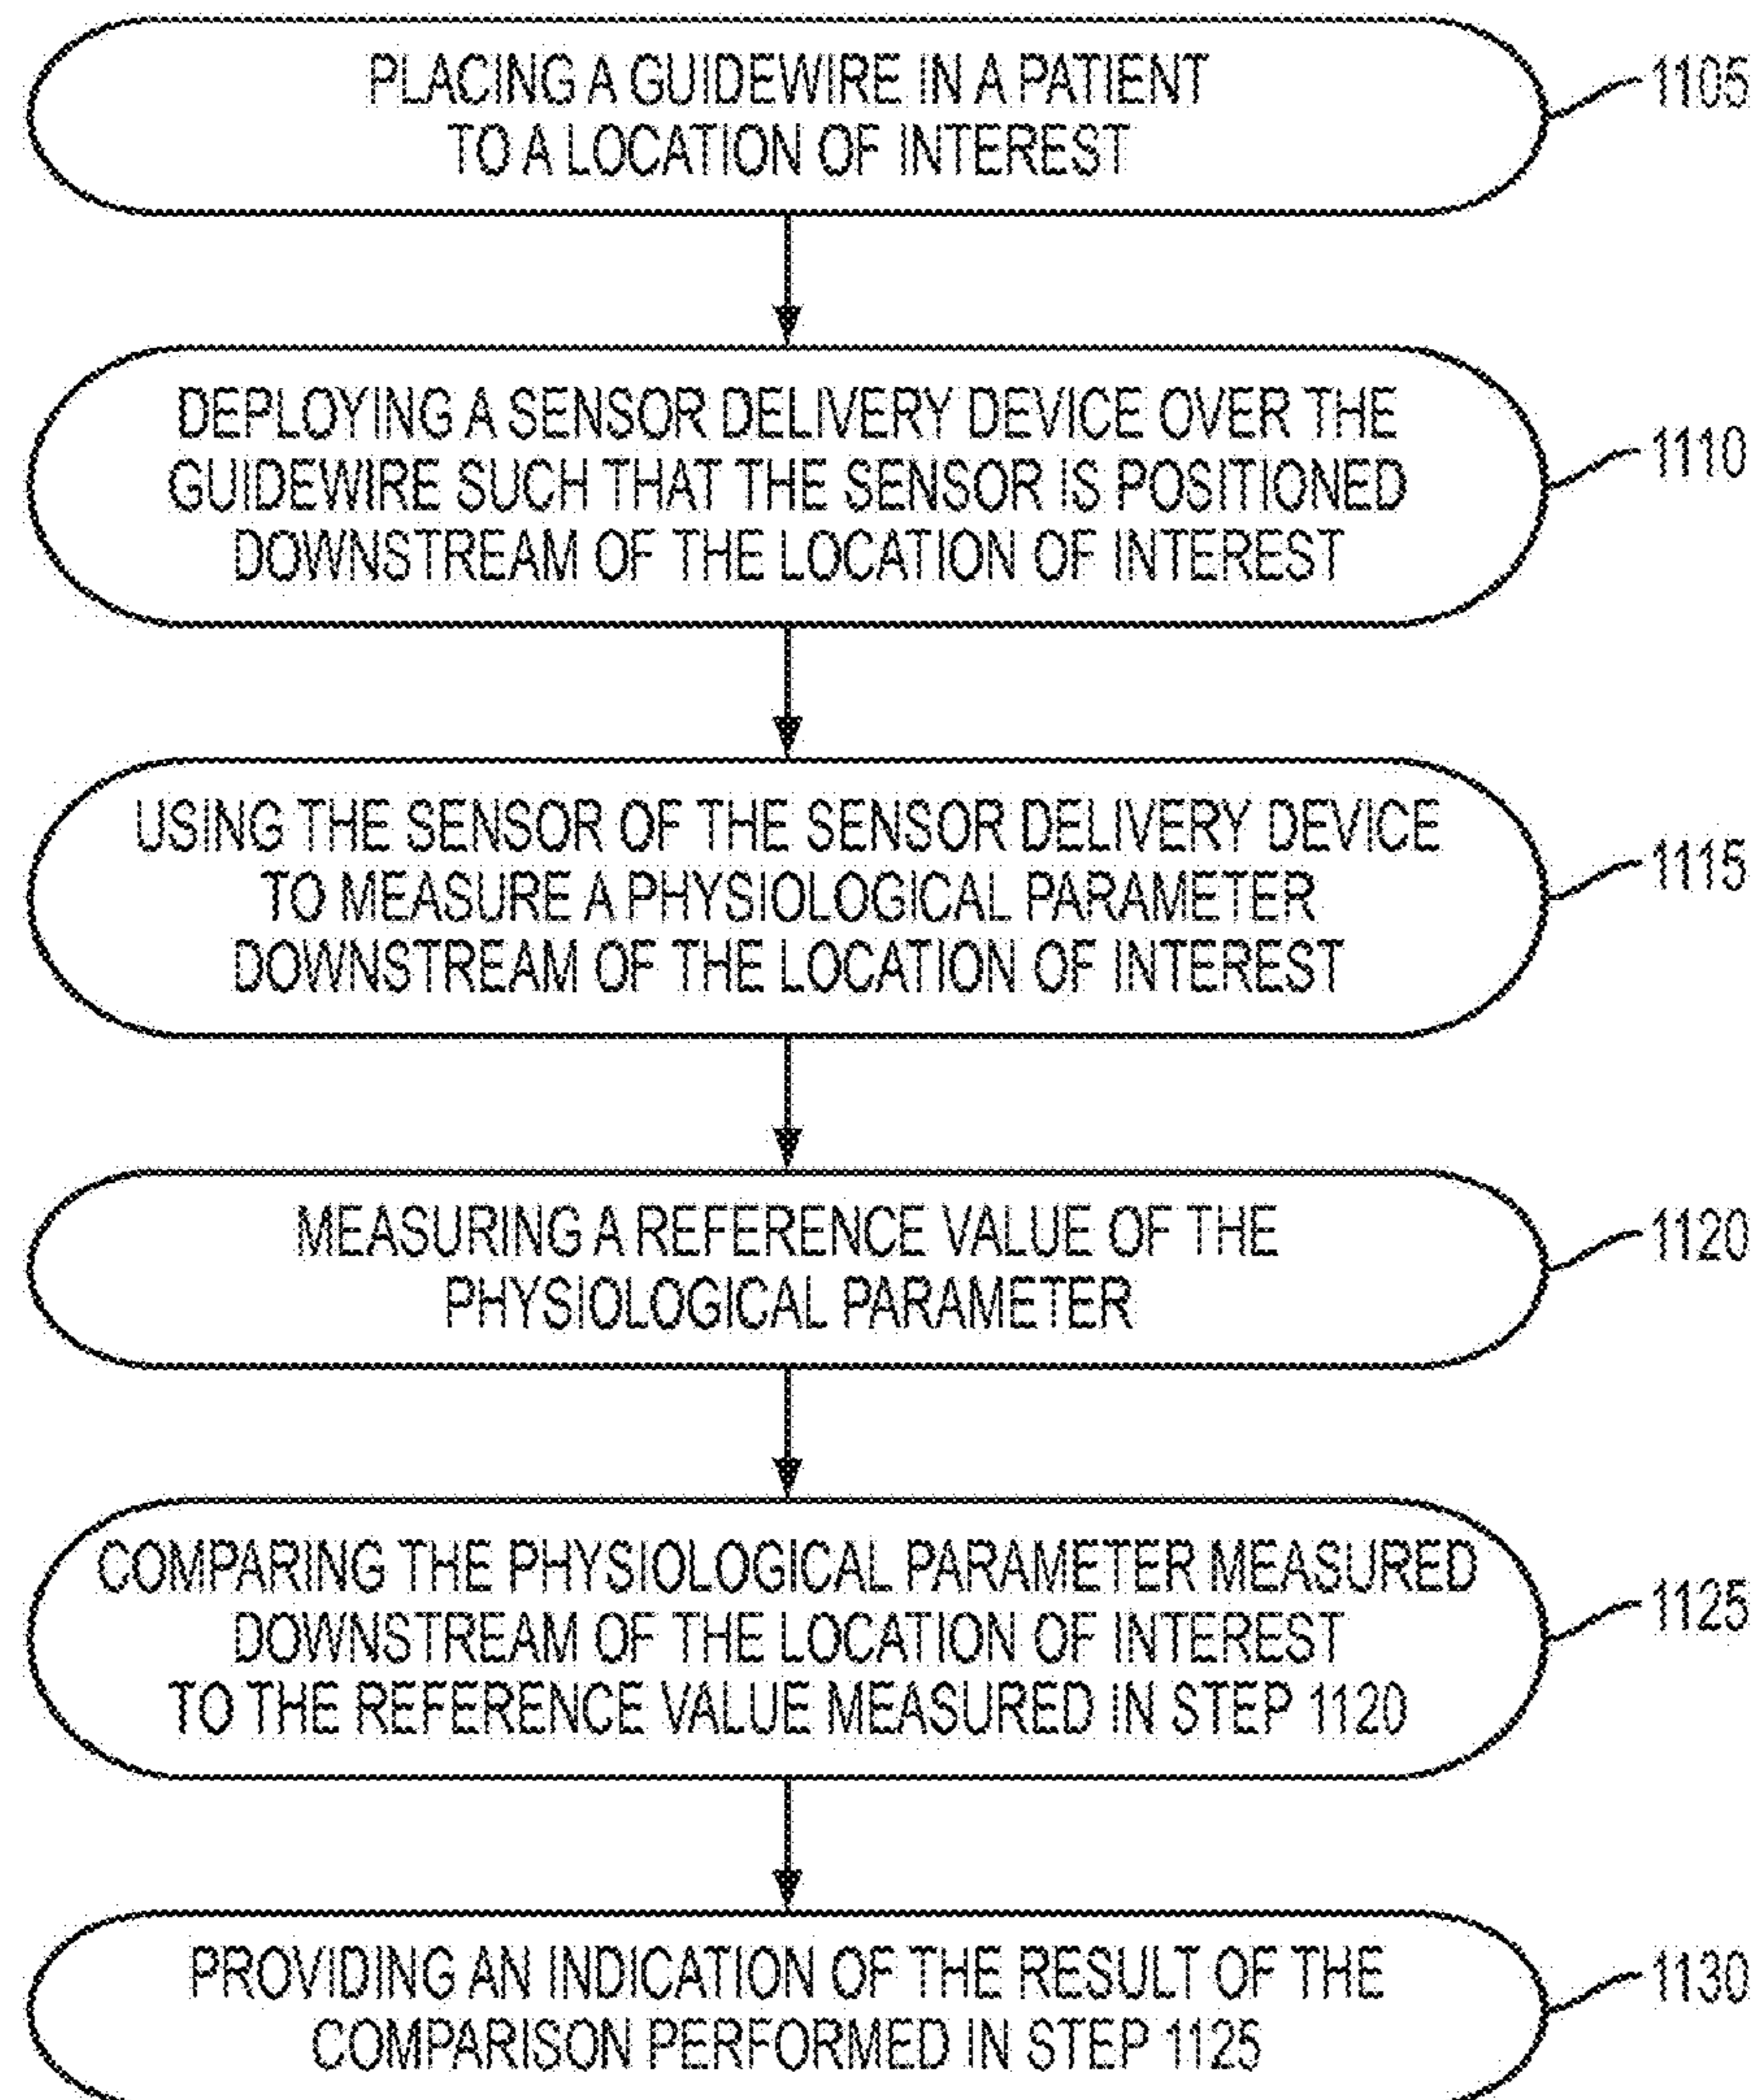 PLACING A GUIDEWIRE IN A PATIENT
TO A LOCATION OF INTEREST
1105
DEPLOYING A SENSOR DELIVERY DEVICE OVER THE
GUIDEWIRE SUCH THAT THE SENSOR IS POSITIONED
DOWNSTREAM OF THE LOCATION OF INTEREST
1110
USING THE SENSOR OF THE SENSOR DELIVERY DEVICE
TO MEASURE A PHYSIOLOGICAL PARAMETER
DOWNSTREAM OF THE LOCATION OF INTEREST
1115
MEASURING A REFERENCE VALUE OF THE
PHYSIOLOGICAL PARAMETER
1120
COMPARING THE PHYSIOLOGICAL PARAMETER MEASURED
DOWNSTREAM OF THE LOCATION OF INTEREST
TO THE REFERENCE VALUE MEASURED IN STEP 1120
1125
PROVIDING AN INDICATION OF THE RESULT OF THE
COMPARISON PERFORMED IN STEP 1125
1130